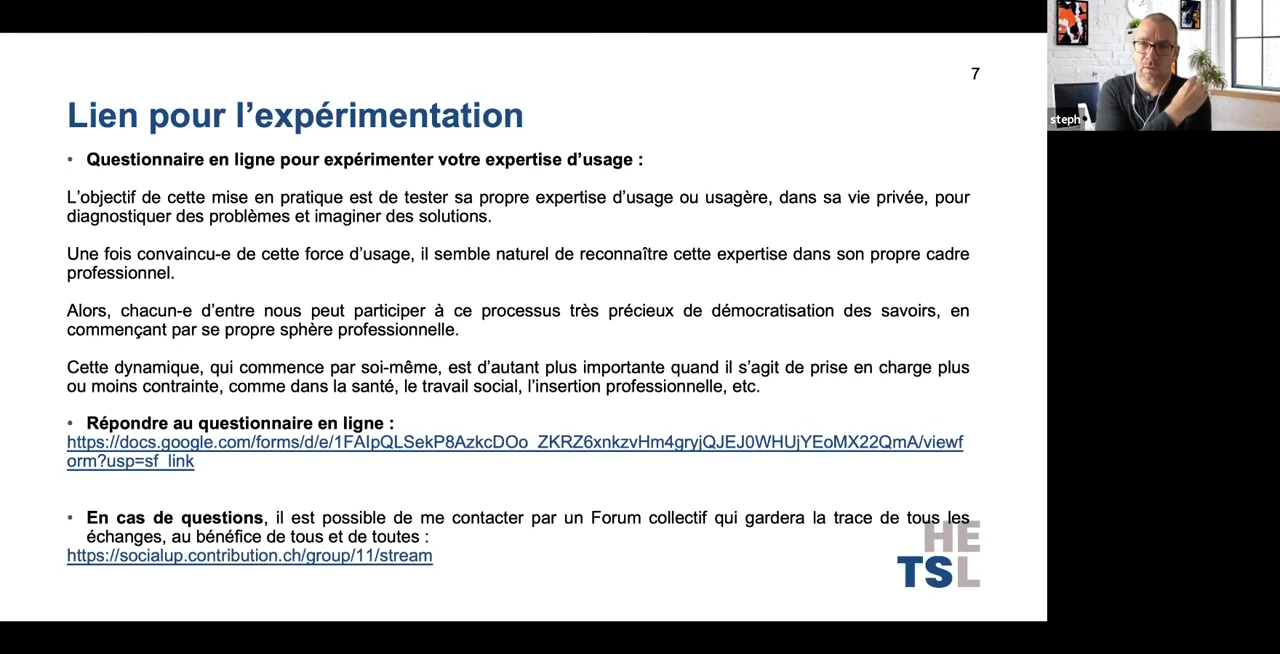 7
steph
Lien pour l’expérimentation
• Questionnaire en ligne pour expérimenter votre expertise d’usage :
L’objectif de cette mise en pratique est de tester sa propre expertise d’usage ou usagère, dans sa vie privée, pour
diagnostiquer des problèmes et imaginer des solutions.
Une fois convaincu-e de cette force d’usage, il semble naturel de reconnaître cette expertise dans son propre cadre
professionnel.
Alors, chacun-e d’entre nous peut participer à ce processus très précieux de démocratisation des savoirs, en
commençant par se propre sphère professionnelle.
Cette dynamique, qui commence par soi-même, est d’autant plus importante quand il s’agit de prise en charge plus
ou moins contrainte, comme dans la santé, le travail social, l’insertion professionnelle, etc.
• Répondre au questionnaire en ligne :
https://docs.google.com/forms/d/e/1FAIpQLSekP8AzkcDOo_ZKRZ6xnkzvHm4gryjQJEJ0WHUjYEoMX22QmA/viewf
orm?usp=sf_link
• En cas de questions, il est possible de me contacter par un Forum collectif qui gardera la trace de tous les
échanges, au bénéfice de tous et de toutes :
https://socialup.contribution.ch/group/11/stream
HE
TSL